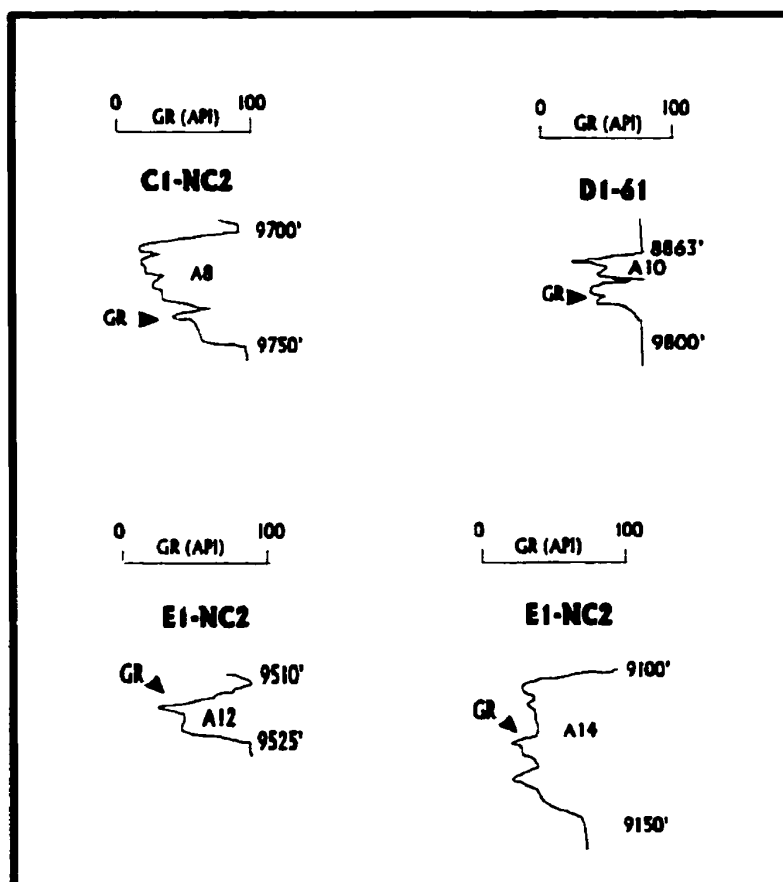 0 100
GR (API)
C1-NC2
9700'
A8
GR
9750'
0 100
GR (API)
D1-61
8863'
A10
GR
9800'
0 100
GR (API)
E1-NC2
GR
9510'
A12
9525'
0 100
GR (API)
E1-NC2
9100'
GR
A14
9150'